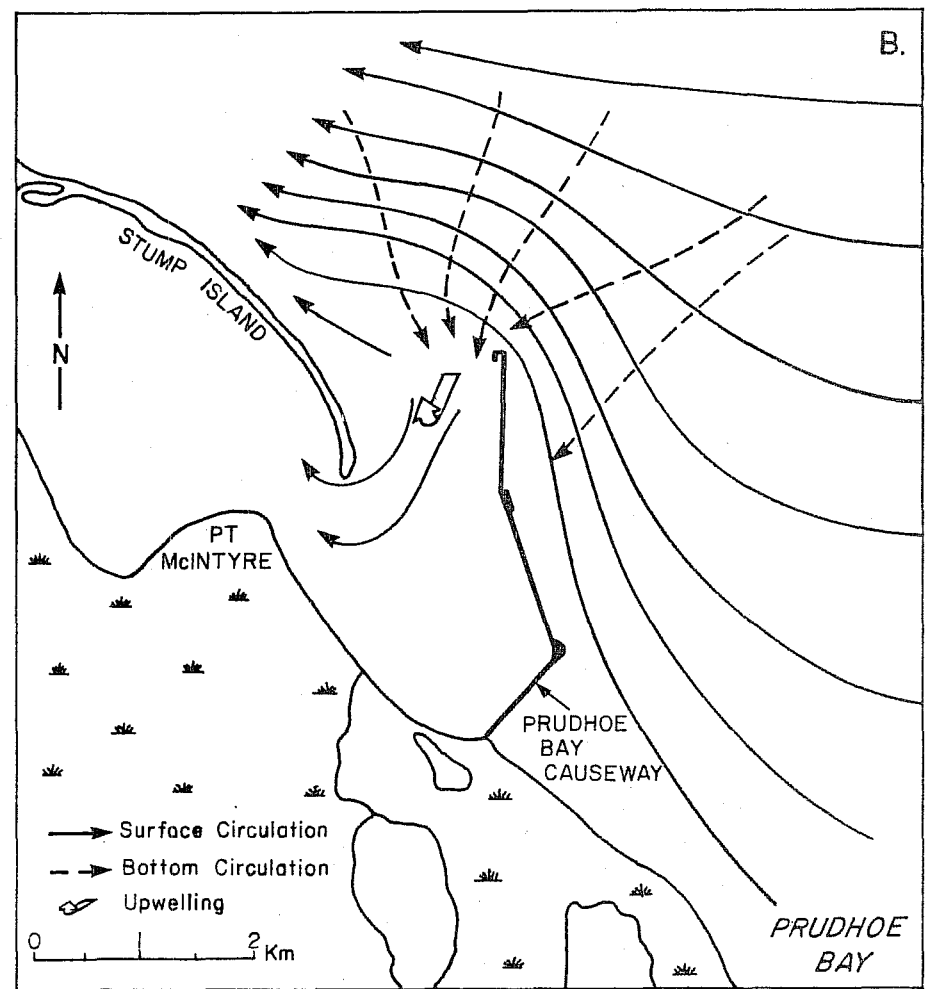 B.
STUMP
ISLAND
N
PT
McINTYRE
PRUDHOE
BAY
CAUSEWAY
Surface Circulation
Bottom Circulation
Upwelling
0 1 2 Km
PRUDHOE
BAY